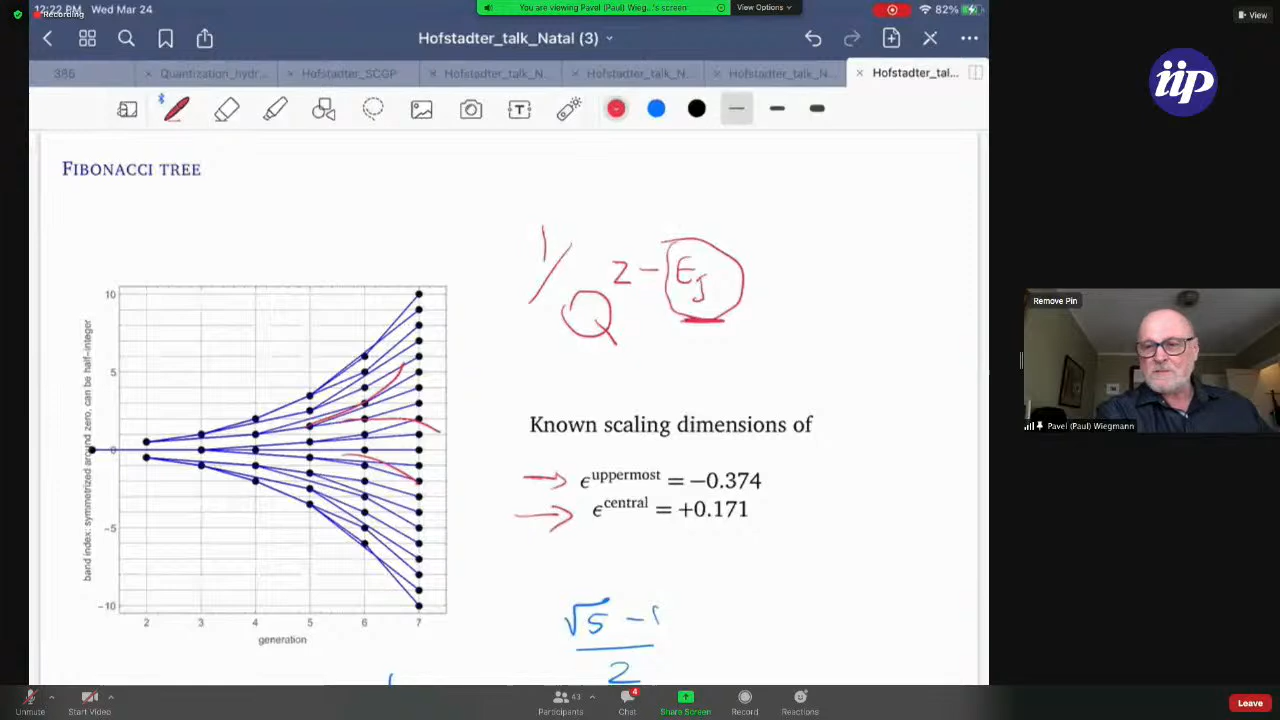 12:22 PM Wed Mar 24
Recording
You are viewing Pavel (Paul) Wieg...'s screen
View Options
82%
View
Hofstadter_talk_Natal (3)
Quantization_hydr...
Hofstadter_SCGP
Hofstadter_talk_N...
Hofstadter_talk_N...
Hofstadter_talk_N...
Hofstadter_tal...
iip
FIBONACCI TREE
1/Q 2-Ej
10
5
0
-5
-10
band index: symmetrized around zero, can be half-integer
2 3 4 5 6 7
generation
Known scaling dimensions of
ϵ^uppermost = −0.374
ϵ^central = +0.171
√5 - 1
2
Remove Pin
Pavel (Paul) Wiegmann
Unmute
Start Video
Participants
43
Chat
4
Share Screen
Record
Reactions
Leave